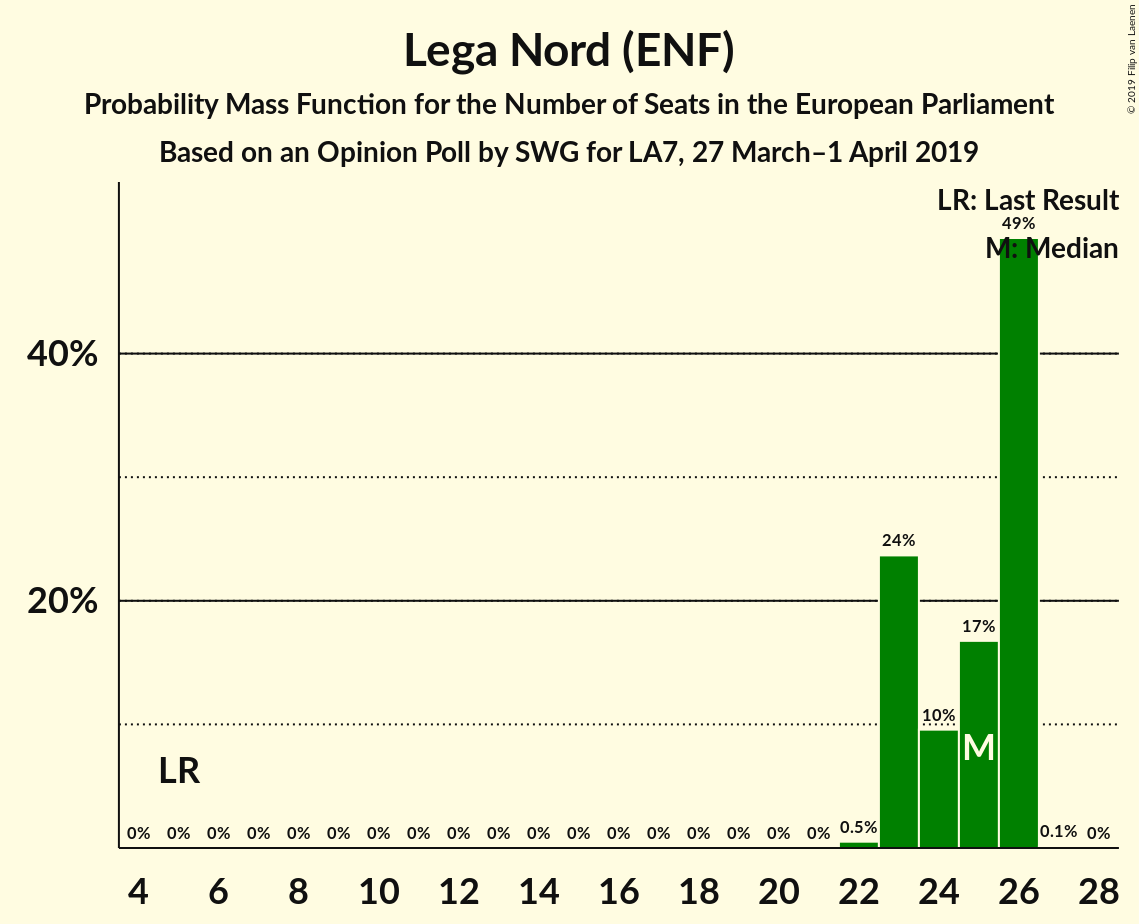 Lega Nord (ENF)
Probability Mass Function for the Number of Seats in the European Parliament
Based on an Opinion Poll by SWG for LA7, 27 March–1 April 2019
© 2019 Filip van Laenen
LR: Last Result
49%
M: Median
40%
24%
20%
17%
10%
M
LR
0% 0% 0% 0% 0% 0% 0% 0% 0% 0% 0% 0% 0% 0% 0% 0% 0% 0% 0.5% 0.1% 0%
4 6 8 10 12 14 16 18 20 22 24 26 28